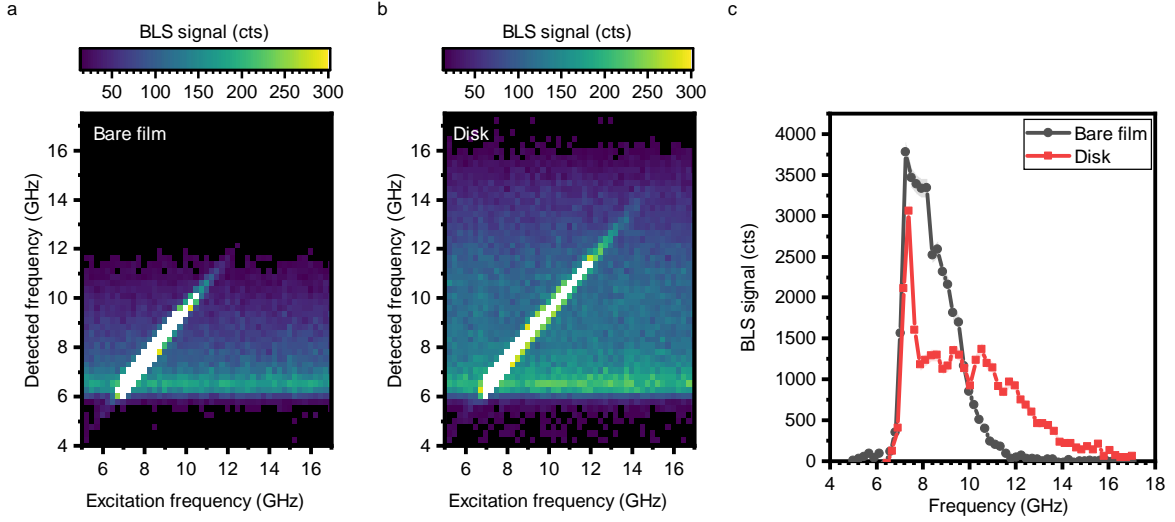 a
BLS signal (cts)
50 100 150 200 250 300
Bare film
Detected frequency (GHz)
16
14
12
10
8
6
4
6 8 10 12 14 16
Excitation frequency (GHz)
b
BLS signal (cts)
50 100 150 200 250 300
Disk
Detected frequency (GHz)
16
14
12
10
8
6
4
6 8 10 12 14 16
Excitation frequency (GHz)
c
Bare film
Disk
BLS signal (cts)
4000
3500
3000
2500
2000
1500
1000
500
0
4 6 8 10 12 14 16 18
Frequency (GHz)